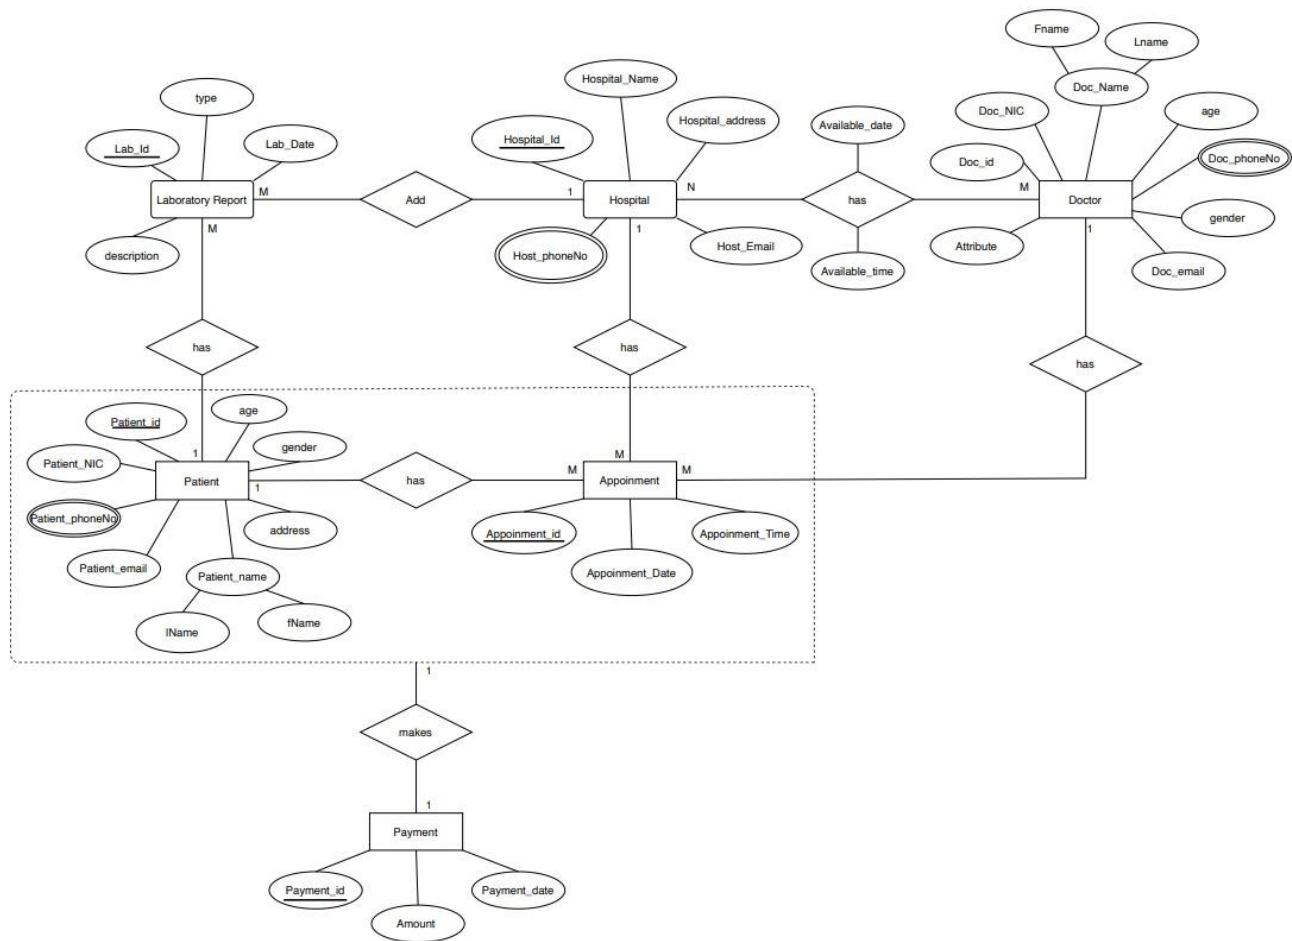 Fname
Lname
Hospital_Name
Doc_Name
type
Doc_NIC
age
Hospital_address
Available_date
Hospital_Id
Lab_Id
Lab_Date
Doc_id
Doc_phoneNo
M
1
N
M
Laboratory Report
Add
Hospital
has
Doctor
M
1
1
gender
description
Host_phoneNo
Host_Email
Attribute
Available_time
Doc_email
has
has
has
Patient_id
age
gender
1
M
Patient_NIC
M
M
Patient
1
has
Appoinment
Patient_phoneNo
address
Appoinment_id
Appoinment_Time
Patient_email
Patient_name
Appoinment_Date
lName
fName
1
makes
1
Payment
Payment_id
Payment_date
Amount